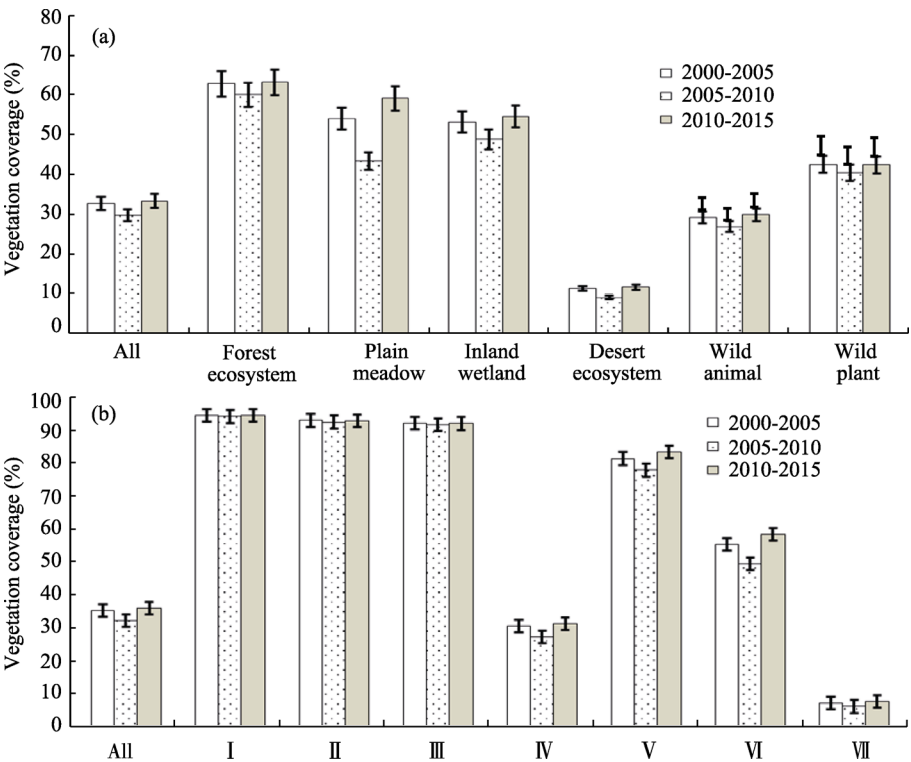 (a)
Vegetation coverage (%)
80
70
60
50
40
30
20
10
0
2000-2005
2005-2010
2010-2015
All
Forest
ecosystem
Plain
meadow
Inland
wetland
Desert
ecosystem
Wild
animal
Wild
plant
(b)
Vegetation coverage (%)
100
90
80
70
60
50
40
30
20
10
0
2000-2005
2005-2010
2010-2015
All
Ⅰ
Ⅱ
Ⅲ
Ⅳ
Ⅴ
Ⅵ
Ⅶ